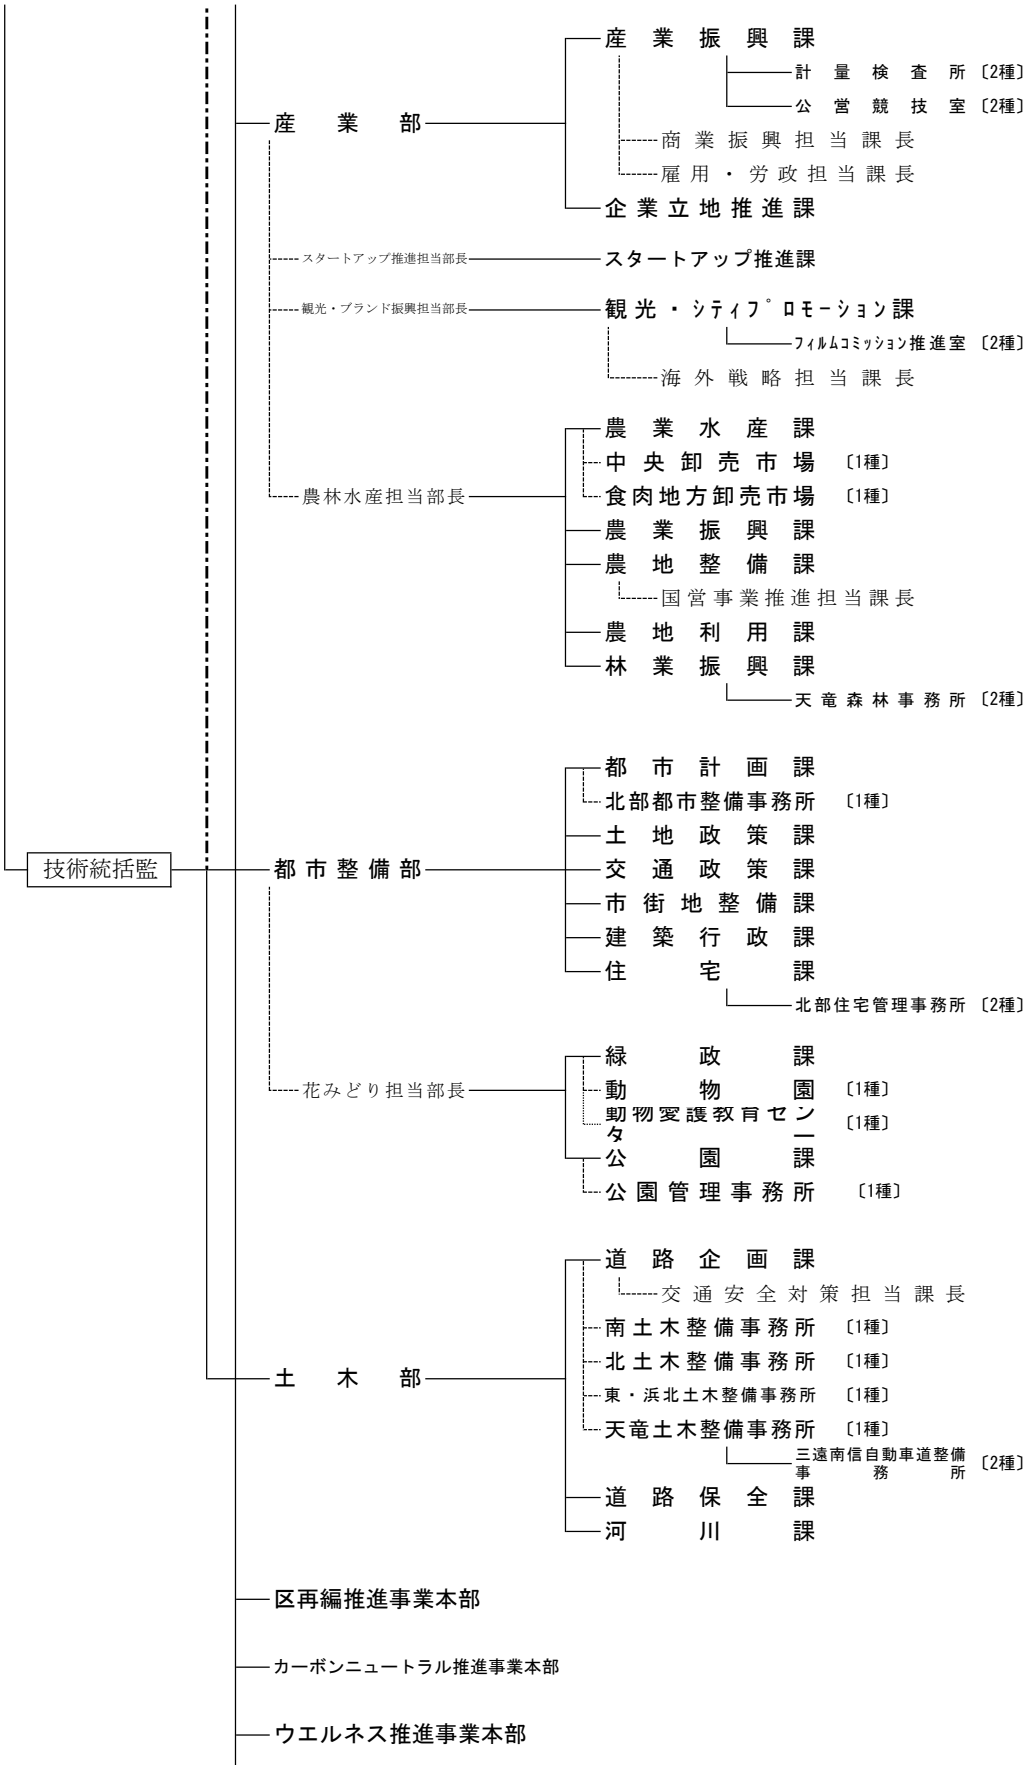 産業振興課
計量検査所〔2種〕
公営競技室〔2種〕
産業部
商業振興担当課長
雇用・労政担当課長
企業立地推進課
スタートアップ推進担当部長 スタートアップ推進課
観光・ブランド振興担当部長 観光・シティプロモーション課
フィルムコミッション推進室〔2種〕
海外戦略担当課長
農業水産課
中央卸売市場〔1種〕
農林水産担当部長 食肉地方卸売市場〔1種〕
農業振興課
農地整備課
国営事業推進担当課長
農地利用課
林業振興課
天竜森林事務所〔2種〕
都市計画課
北部都市整備事務所〔1種〕
土地政策課
技術統括監 都市整備部 交通政策課
市街地整備課
建築行政課
住宅課
北部住宅管理事務所〔2種〕
緑政課
花みどり担当部長 動物園〔1種〕
動物愛護教育セン
ター〔1種〕
公園課
公園管理事務所〔1種〕
道路企画課
交通安全対策担当課長
南土木整備事務所〔1種〕
北土木整備事務所〔1種〕
土木部 東・浜北土木整備事務所〔1種〕
天竜土木整備事務所〔1種〕
三遠南信自動車道整備
事務所〔2種〕
道路保全課
河川課
区再編推進事業本部
カーボンニュートラル推進事業本部
ウエルネス推進事業本部